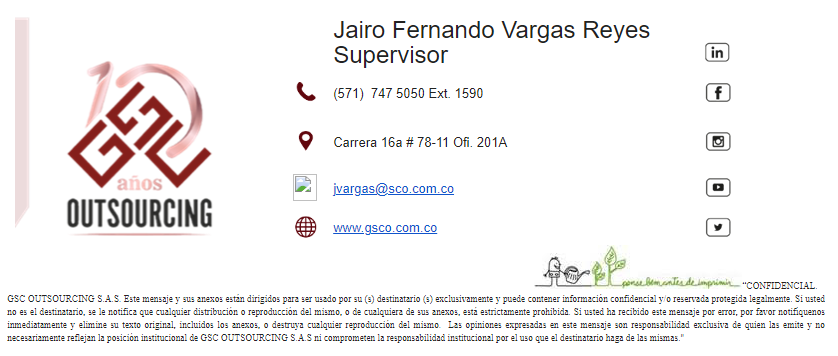 Jairo Fernando Vargas Reyes
Supervisor
(571) 747 5050 Ext. 1590
Carrera 16a # 78-11 Ofi. 201A
jvargas@sco.com.co
www.gsco.com.co
10
GSC
años
OUTSOURCING
piense bien antes de imprimir
"CONFIDENCIAL.
GSC OUTSOURCING S.A.S. Este mensaje y sus anexos están dirigidos para ser usado por su (s) destinatario (s) exclusivamente y puede contener información confidencial y/o reservada protegida legalmente. Si usted
no es el destinatario, se le notifica que cualquier distribución o reproducción del mismo, o de cualquiera de sus anexos, está estrictamente prohibida. Si usted ha recibido este mensaje por error, por favor notifiquenos
inmediatamente y elimine su texto original, incluidos los anexos, o destruya cualquier reproducción del mismo. Las opiniones expresadas en este mensaje son responsabilidad exclusiva de quien las emite y no
necesariamente reflejan la posición institucional de GSC OUTSOURCING S.A.S ni comprometen la responsabilidad institucional por el uso que el destinatario haga de las mismas."